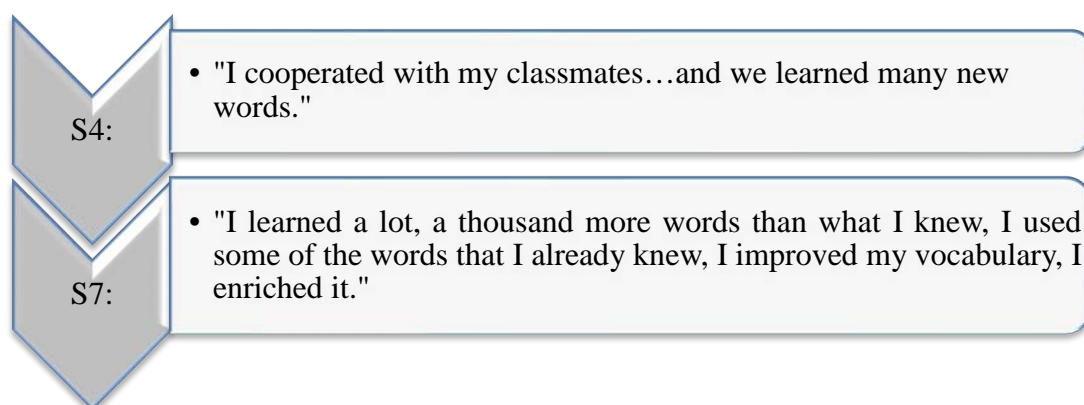 S4:
• "I cooperated with my classmates…and we learned many new
words."
S7:
• "I learned a lot, a thousand more words than what I knew, I used
some of the words that I already knew, I improved my vocabulary, I
enriched it."